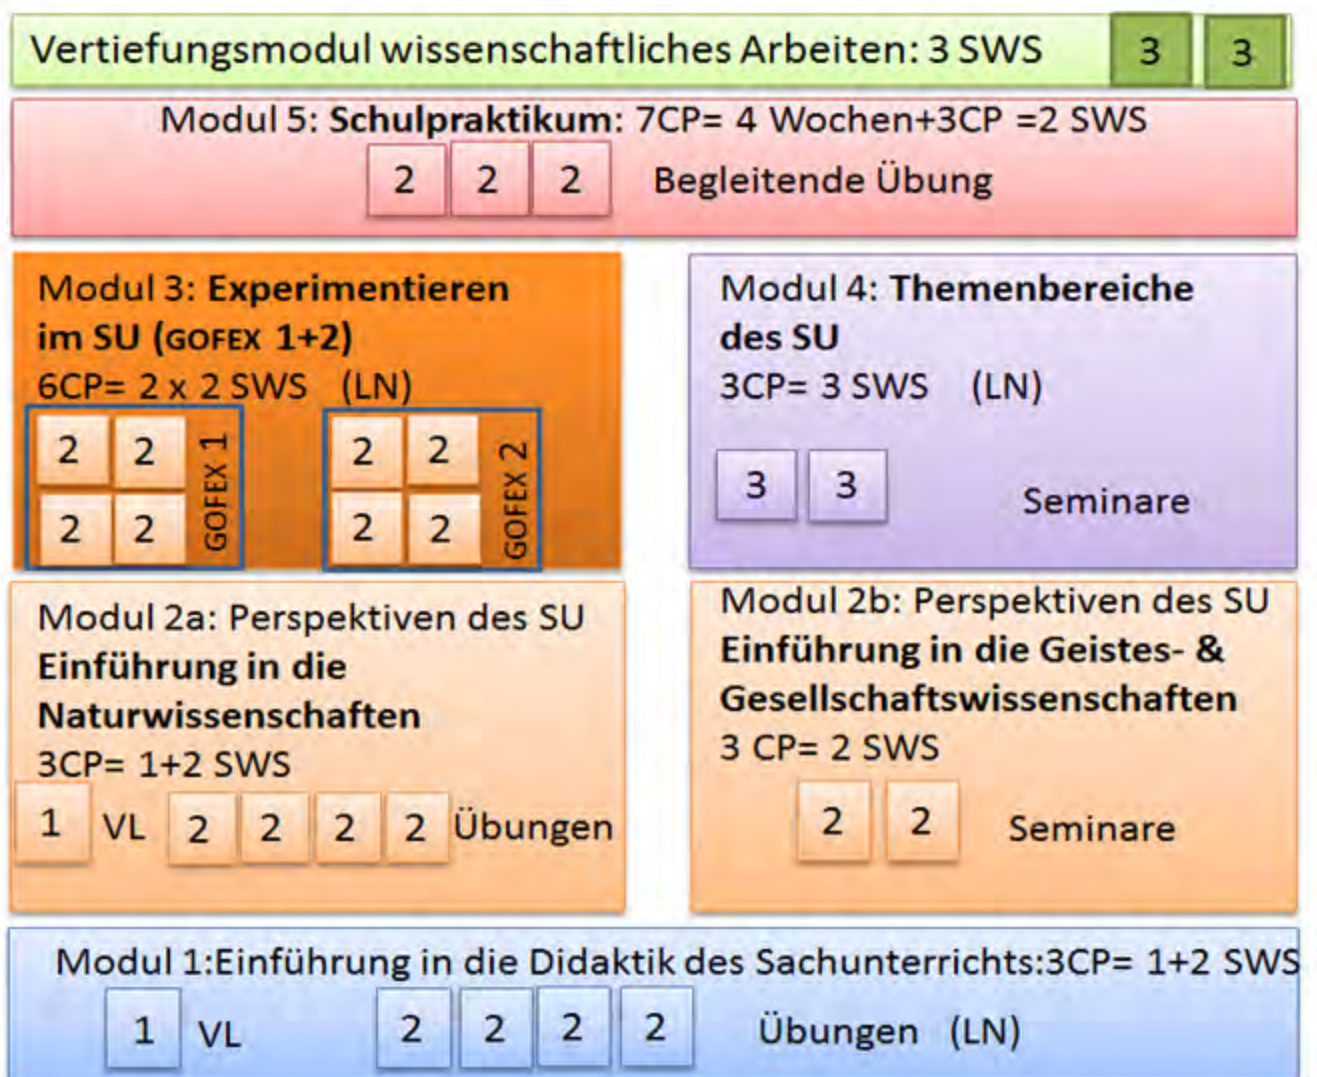 Vertiefungsmodul wissenschaftliches Arbeiten: 3 SWS 3 3
Modul 5: Schulpraktikum: 7CP= 4 Wochen+3CP =2 SWS
2 2 2 Begleitende Übung
Modul 3: Experimentieren
im SU (GOFEX 1+2)
6CP= 2 x 2 SWS (LN)
2 2
2 2
GOFEX 1
2 2
2 2
GOFEX 2
Modul 4: Themenbereiche
des SU
3CP= 3 SWS (LN)
3 3 Seminare
Modul 2a: Perspektiven des SU
Einführung in die
Naturwissenschaften
3CP= 1+2 SWS
1 VL 2 2 2 2 Übungen
Modul 2b: Perspektiven des SU
Einführung in die Geistes- &
Gesellschaftswissenschaften
3 CP= 2 SWS
2 2 Seminare
Modul 1:Einführung in die Didaktik des Sachunterrichts:3CP= 1+2 SWS
1 VL 2 2 2 2 Übungen (LN)